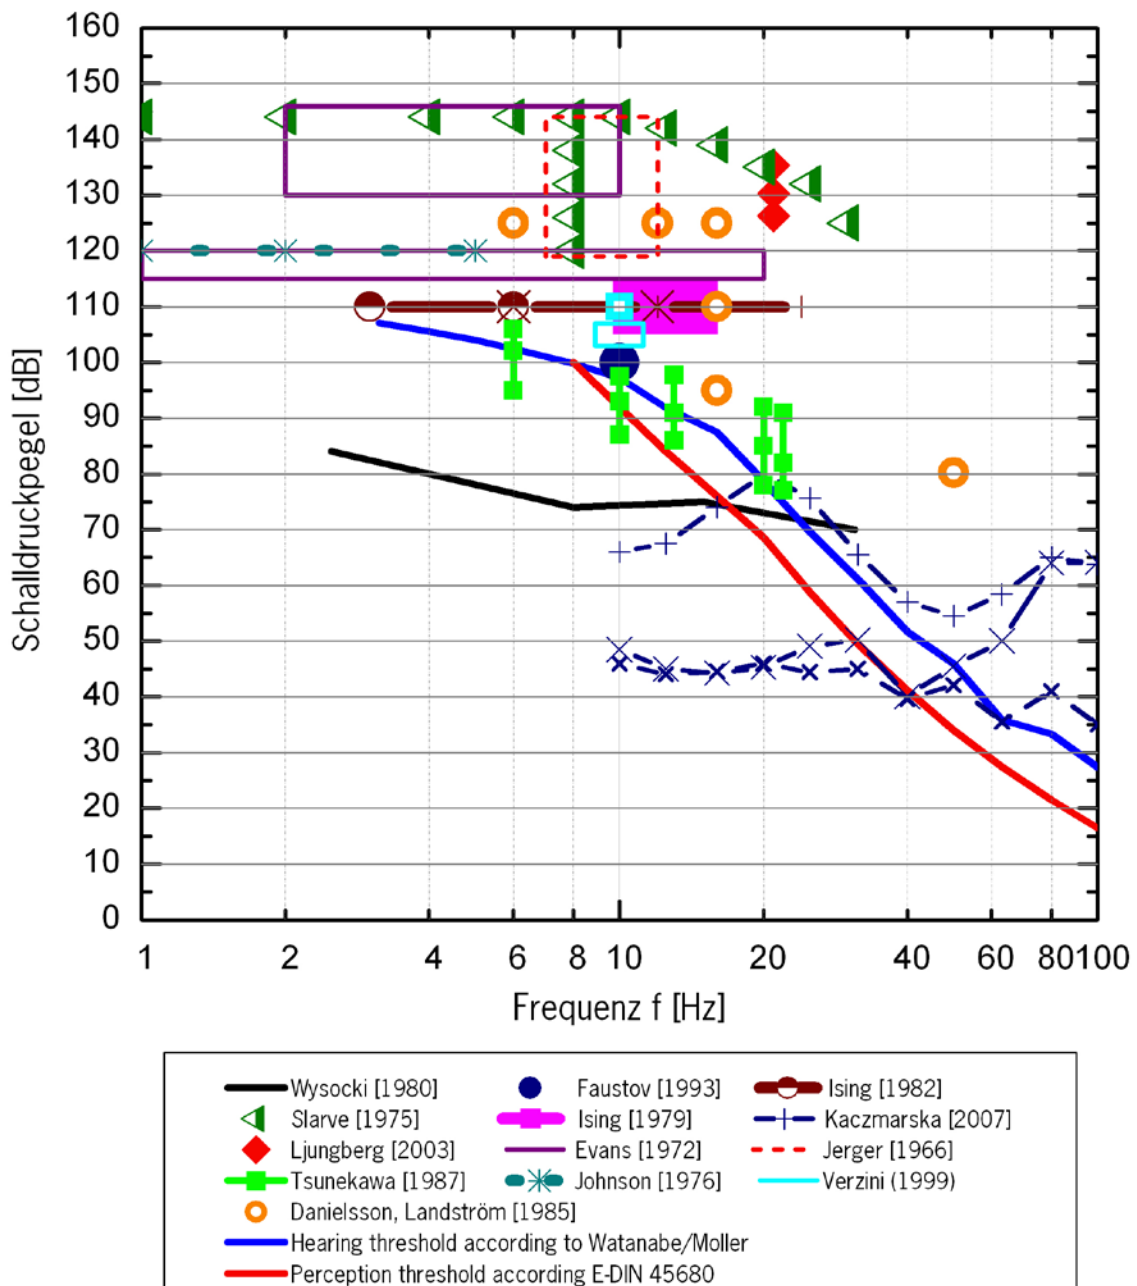 160
150
140
130
120
110
100
90
80
70
60
50
40
30
20
10
0
Schalldruckpegel [dB]
1 2 4 6 8 10 20 40 60 80 100
Frequenz f [Hz]
Wysocki [1980] Faustov [1993] Ising [1982]
Slarve [1975] Ising [1979] Kaczmarska [2007]
Ljungberg [2003] Evans [1972] Jerger [1966]
Tsunekawa [1987] Johnson [1976] Verzini (1999)
Danielsson, Landström [1985]
Hearing threshold according to Watanabe/Moller
Perception threshold according E-DIN 45680